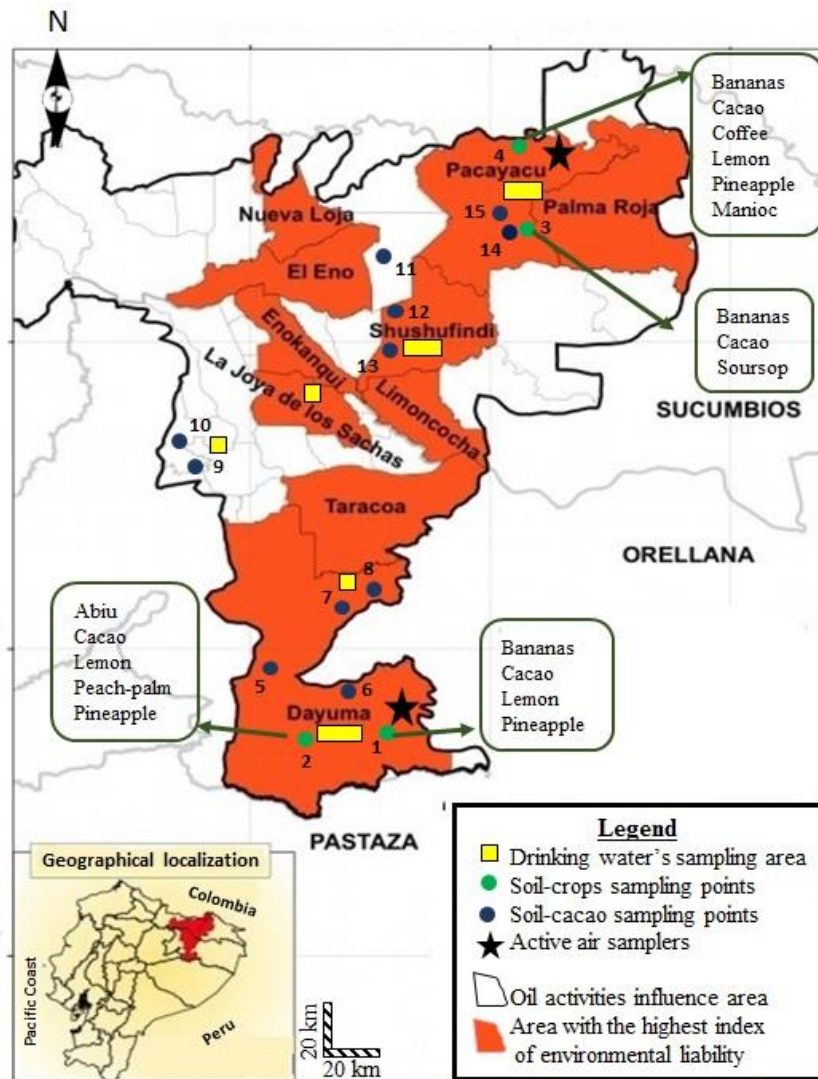 N
Bananas
Cacao
Coffee
Lemon
Pineapple
Manioc
4
Pacayacu
Nueva Loja
15
Palma Roja
3
14
El Eno
11
12
Bananas
Cacao
Soursop
Shushufindi
Enokanqui
13
La Joya de los Sachas
Limoncocha
SUCUMBIOS
10
9
Taracoa
ORELLANA
8
7
Abiu
Cacao
Lemon
Peach-palm
Pineapple
Bananas
Cacao
Lemon
Pineapple
5
6
Dayuma
1
2
PASTAZA
Legend
Drinking water's sampling area
Soil-crops sampling points
Soil-cacao sampling points
Active air samplers
Oil activities influence area
Area with the highest index
of environmental liability
Geographical localization
Colombia
Pacific Coast
Peru
20 km
20 km